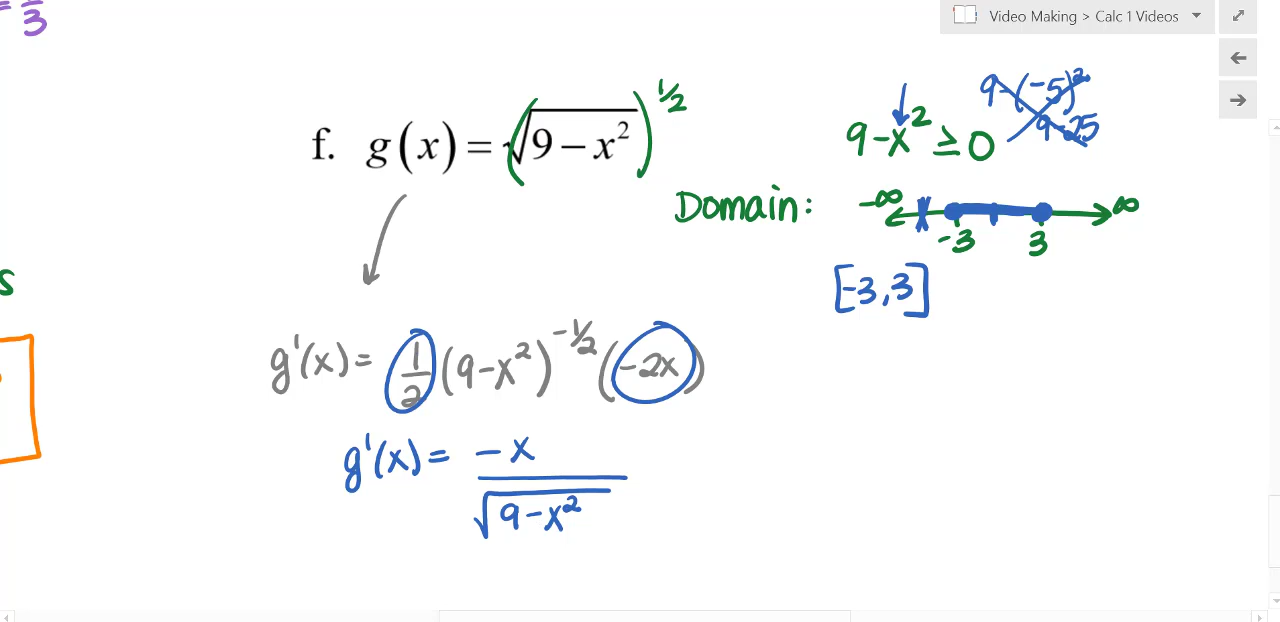 = 1/3
Video Making > Calc 1 Videos
9-(-5)²
9-25
f. g(x) = (√9 − x²)^1/2
9-x² ≥ 0
Domain:
-∞ ∞
-3 3
[-3,3]
s
g'(x) = 1/2 (9-x²)^-1/2 (-2x)
g'(x) = -x
√9-x²